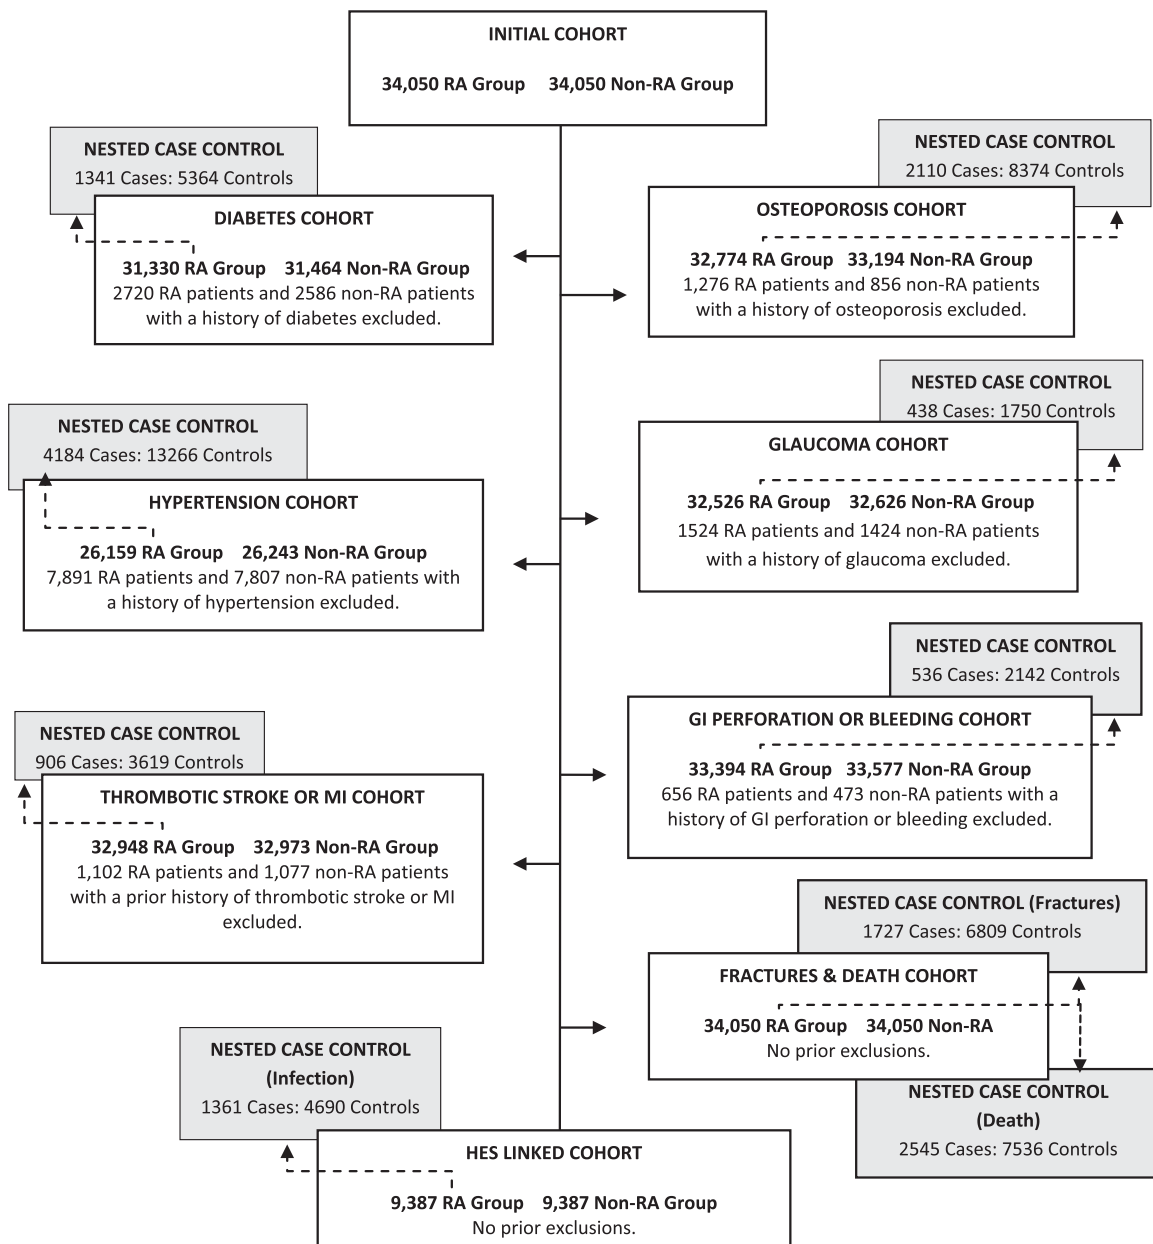 INITIAL COHORT
34,050 RA Group 34,050 Non-RA Group
NESTED CASE CONTROL
1341 Cases: 5364 Controls
DIABETES COHORT
31,330 RA Group 31,464 Non-RA Group
2720 RA patients and 2586 non-RA patients
with a history of diabetes excluded.
NESTED CASE CONTROL
2110 Cases: 8374 Controls
OSTEOPOROSIS COHORT
32,774 RA Group 33,194 Non-RA Group
1,276 RA patients and 856 non-RA patients
with a history of osteoporosis excluded.
NESTED CASE CONTROL
4184 Cases: 13266 Controls
HYPERTENSION COHORT
26,159 RA Group 26,243 Non-RA Group
7,891 RA patients and 7,807 non-RA patients with
a history of hypertension excluded.
NESTED CASE CONTROL
438 Cases: 1750 Controls
GLAUCOMA COHORT
32,526 RA Group 32,626 Non-RA Group
1524 RA patients and 1424 non-RA patients
with a history of glaucoma excluded.
NESTED CASE CONTROL
536 Cases: 2142 Controls
GI PERFORATION OR BLEEDING COHORT
33,394 RA Group 33,577 Non-RA Group
656 RA patients and 473 non-RA patients with a
history of GI perforation or bleeding excluded.
NESTED CASE CONTROL
906 Cases: 3619 Controls
THROMBOTIC STROKE OR MI COHORT
32,948 RA Group 32,973 Non-RA Group
1,102 RA patients and 1,077 non-RA patients
with a prior history of thrombotic stroke or MI
excluded.
NESTED CASE CONTROL (Fractures)
1727 Cases: 6809 Controls
FRACTURES & DEATH COHORT
34,050 RA Group 34,050 Non-RA
No prior exclusions.
NESTED CASE CONTROL
(Death)
2545 Cases: 7536 Controls
NESTED CASE CONTROL
(Infection)
1361 Cases: 4690 Controls
HES LINKED COHORT
9,387 RA Group 9,387 Non-RA Group
No prior exclusions.